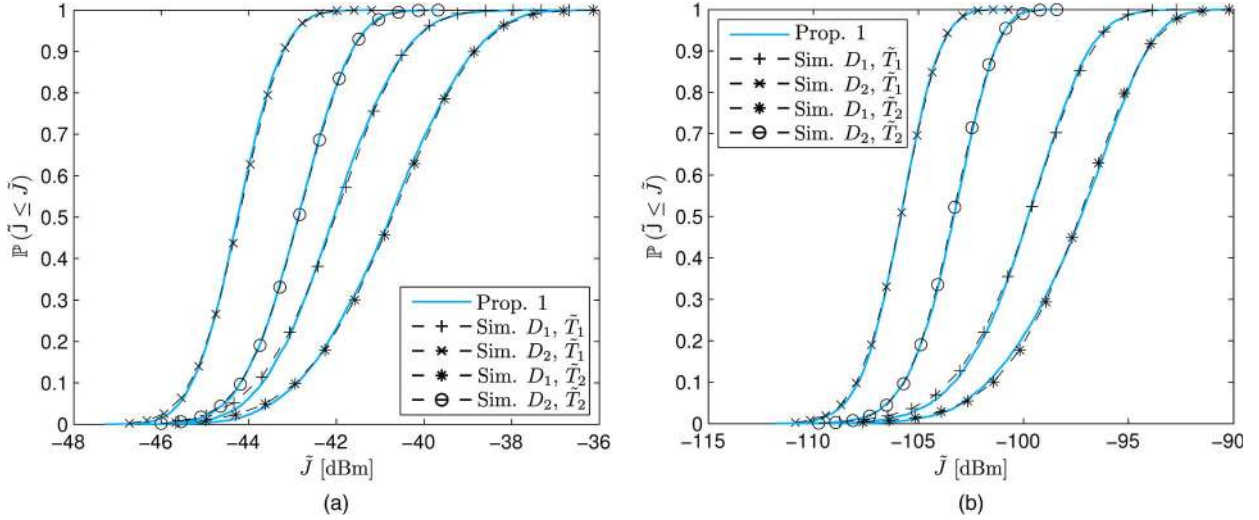 1
0.9
0.8
0.7
0.6
0.5
0.4
0.3
0.2
0.1
0
ℙ(J̃ ≤ J̃)
−48 −46 −44 −42 −40 −38 −36
J̃ [dBm]
Prop. 1
Sim. D₁, T̃₁
Sim. D₂, T̃₁
Sim. D₁, T̃₂
Sim. D₂, T̃₂
(a)
1
0.9
0.8
0.7
0.6
0.5
0.4
0.3
0.2
0.1
0
ℙ(J̃ ≤ J̃)
−115 −110 −105 −100 −95 −90
J̃ [dBm]
Prop. 1
Sim. D₁, T̃₁
Sim. D₂, T̃₁
Sim. D₁, T̃₂
Sim. D₂, T̃₂
(b)